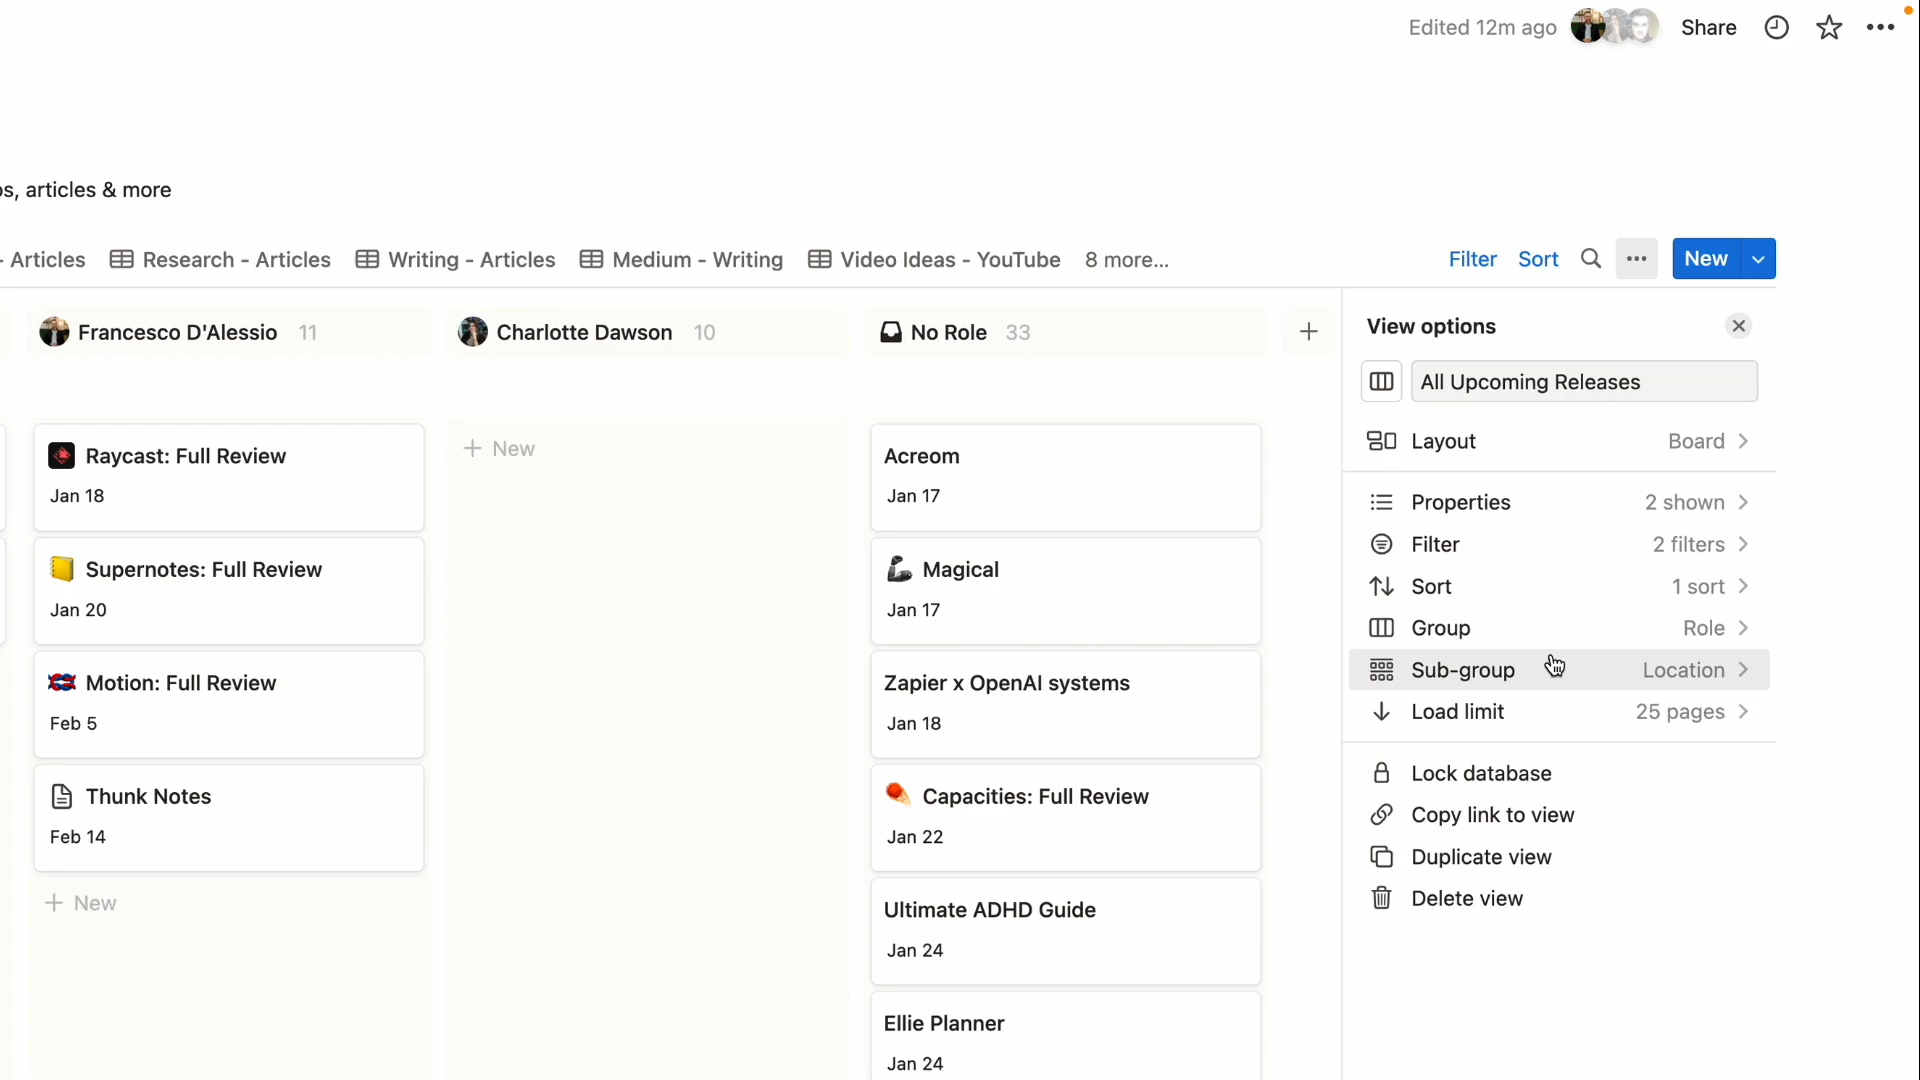 Edited 12m ago
Share
os, articles & more
- Articles
Research - Articles
Writing - Articles
Medium - Writing
Video Ideas - YouTube
8 more...
Filter
Sort
New
Francesco D'Alessio 11
Raycast: Full Review
Jan 18
Supernotes: Full Review
Jan 20
Motion: Full Review
Feb 5
Thunk Notes
Feb 14
+ New
Charlotte Dawson 10
+ New
No Role 33
Acreom
Jan 17
Magical
Jan 17
Zapier x OpenAI systems
Jan 18
Capacities: Full Review
Jan 22
Ultimate ADHD Guide
Jan 24
Ellie Planner
Jan 24
View options
All Upcoming Releases
Layout Board
Properties 2 shown
Filter 2 filters
Sort 1 sort
Group Role
Sub-group Location
Load limit 25 pages
Lock database
Copy link to view
Duplicate view
Delete view